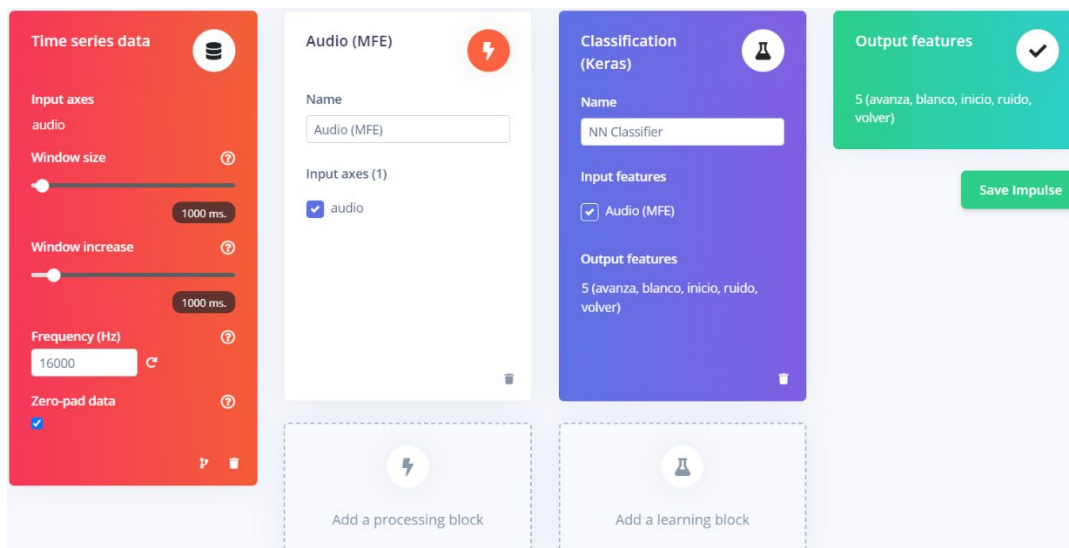 Time series data
Input axes
audio
Window size
1000 ms.
Window increase
1000 ms.
Frequency (Hz)
16000
Zero-pad data
Audio (MFE)
Name
Audio (MFE)
Input axes (1)
audio
Classification
(Keras)
Name
NN Classifier
Input features
Audio (MFE)
Output features
5 (avanza, blanco, inicio, ruido,
volver)
Output features
5 (avanza, blanco, inicio, ruido,
volver)
Save Impulse
Add a processing block
Add a learning block